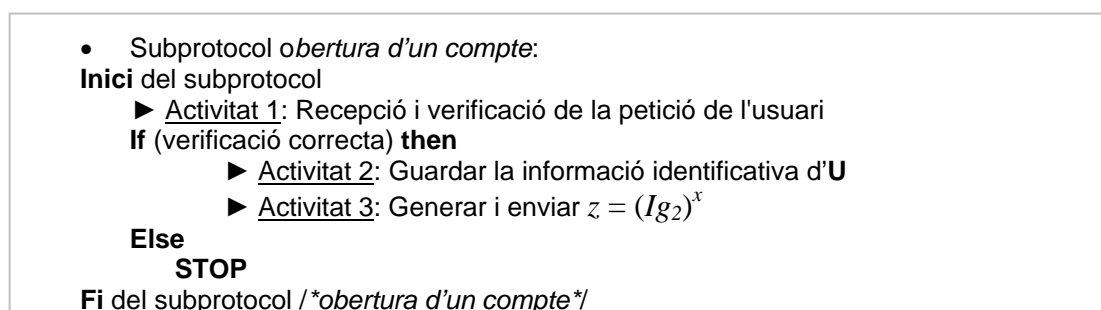 • Subprotocol obertura d'un compte:
Inici del subprotocol
► Activitat 1: Recepció i verificació de la petició de l'usuari
If (verificació correcta) then
► Activitat 2: Guardar la informació identificativa d'U
► Activitat 3: Generar i enviar z = (Ig₂)ˣ
Else
STOP
Fi del subprotocol /*obertura d'un compte*/